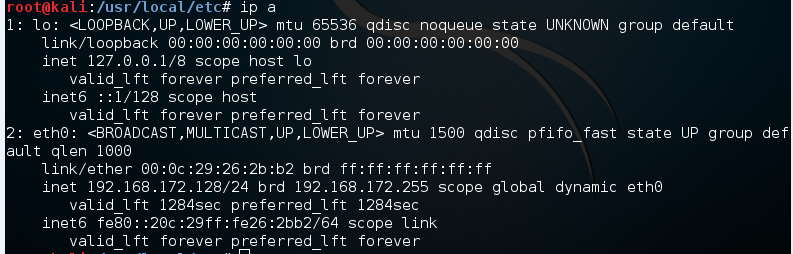 root@kali:/usr/local/etc# ip a
1: lo: <LOOPBACK,UP,LOWER_UP> mtu 65536 qdisc noqueue state UNKNOWN group default
link/loopback 00:00:00:00:00:00 brd 00:00:00:00:00:00
inet 127.0.0.1/8 scope host lo
valid_lft forever preferred_lft forever
inet6 ::1/128 scope host
valid_lft forever preferred_lft forever
2: eth0: <BROADCAST,MULTICAST,UP,LOWER_UP> mtu 1500 qdisc pfifo_fast state UP group def
ault qlen 1000
link/ether 00:0c:29:26:2b:b2 brd ff:ff:ff:ff:ff:ff
inet 192.168.172.128/24 brd 192.168.172.255 scope global dynamic eth0
valid_lft 1284sec preferred_lft 1284sec
inet6 fe80::20c:29ff:fe26:2bb2/64 scope link
valid_lft forever preferred_lft forever